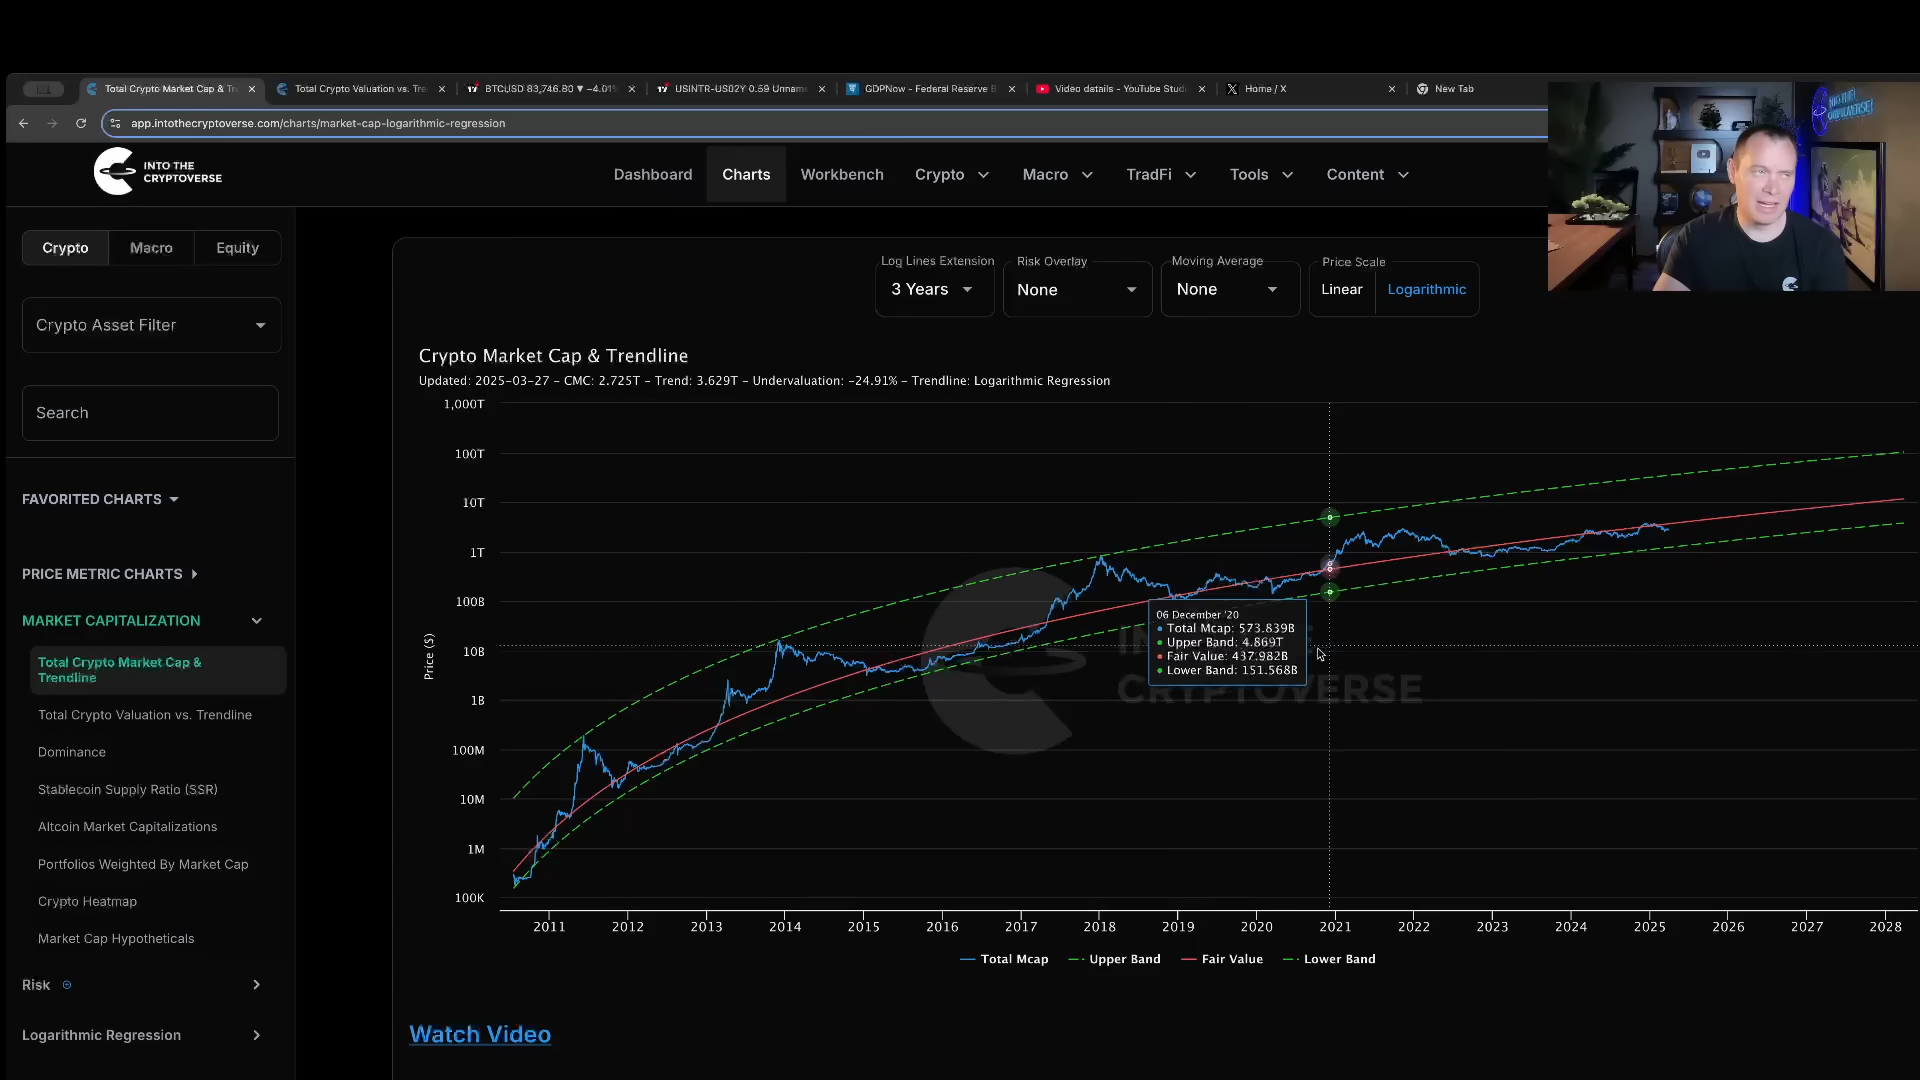 Total Crypto Market Cap & Tr
Total Crypto Valuation vs. Tre
BTCUSD 83,746.80 ▼ −4.01%
USINTR-US02Y 0.59 Unnam
GDPNow - Federal Reserve B
Video details - YouTube Stud
Home / X
New Tab
app.intothecryptoverse.com/charts/market-cap-logarithmic-regression
INTO THE
CRYPTOVERSE
Dashboard
Charts
Workbench
Crypto
Macro
TradFi
Tools
Content
Crypto
Macro
Equity
Crypto Asset Filter
Search
FAVORITED CHARTS
PRICE METRIC CHARTS
MARKET CAPITALIZATION
Total Crypto Market Cap &
Trendline
Total Crypto Valuation vs. Trendline
Dominance
Stablecoin Supply Ratio (SSR)
Altcoin Market Capitalizations
Portfolios Weighted By Market Cap
Crypto Heatmap
Market Cap Hypotheticals
Risk
Logarithmic Regression
Log Lines Extension
3 Years
Risk Overlay
None
Moving Average
None
Price Scale
Linear
Logarithmic
Crypto Market Cap & Trendline
Updated: 2025-03-27 - CMC: 2.725T - Trend: 3.629T - Undervaluation: -24.91% - Trendline: Logarithmic Regression
1,000T
100T
10T
1T
100B
10B
1B
100M
10M
1M
100K
Price ($)
06 December '20
Total Mcap: 573.839B
Upper Band: 4.869T
Fair Value: 437.982B
Lower Band: 151.568B
CRYPTOVERSE
2011
2012
2013
2014
2015
2016
2017
2018
2019
2020
2021
2022
2023
2024
2025
2026
2027
2028
Total Mcap
Upper Band
Fair Value
Lower Band
Watch Video